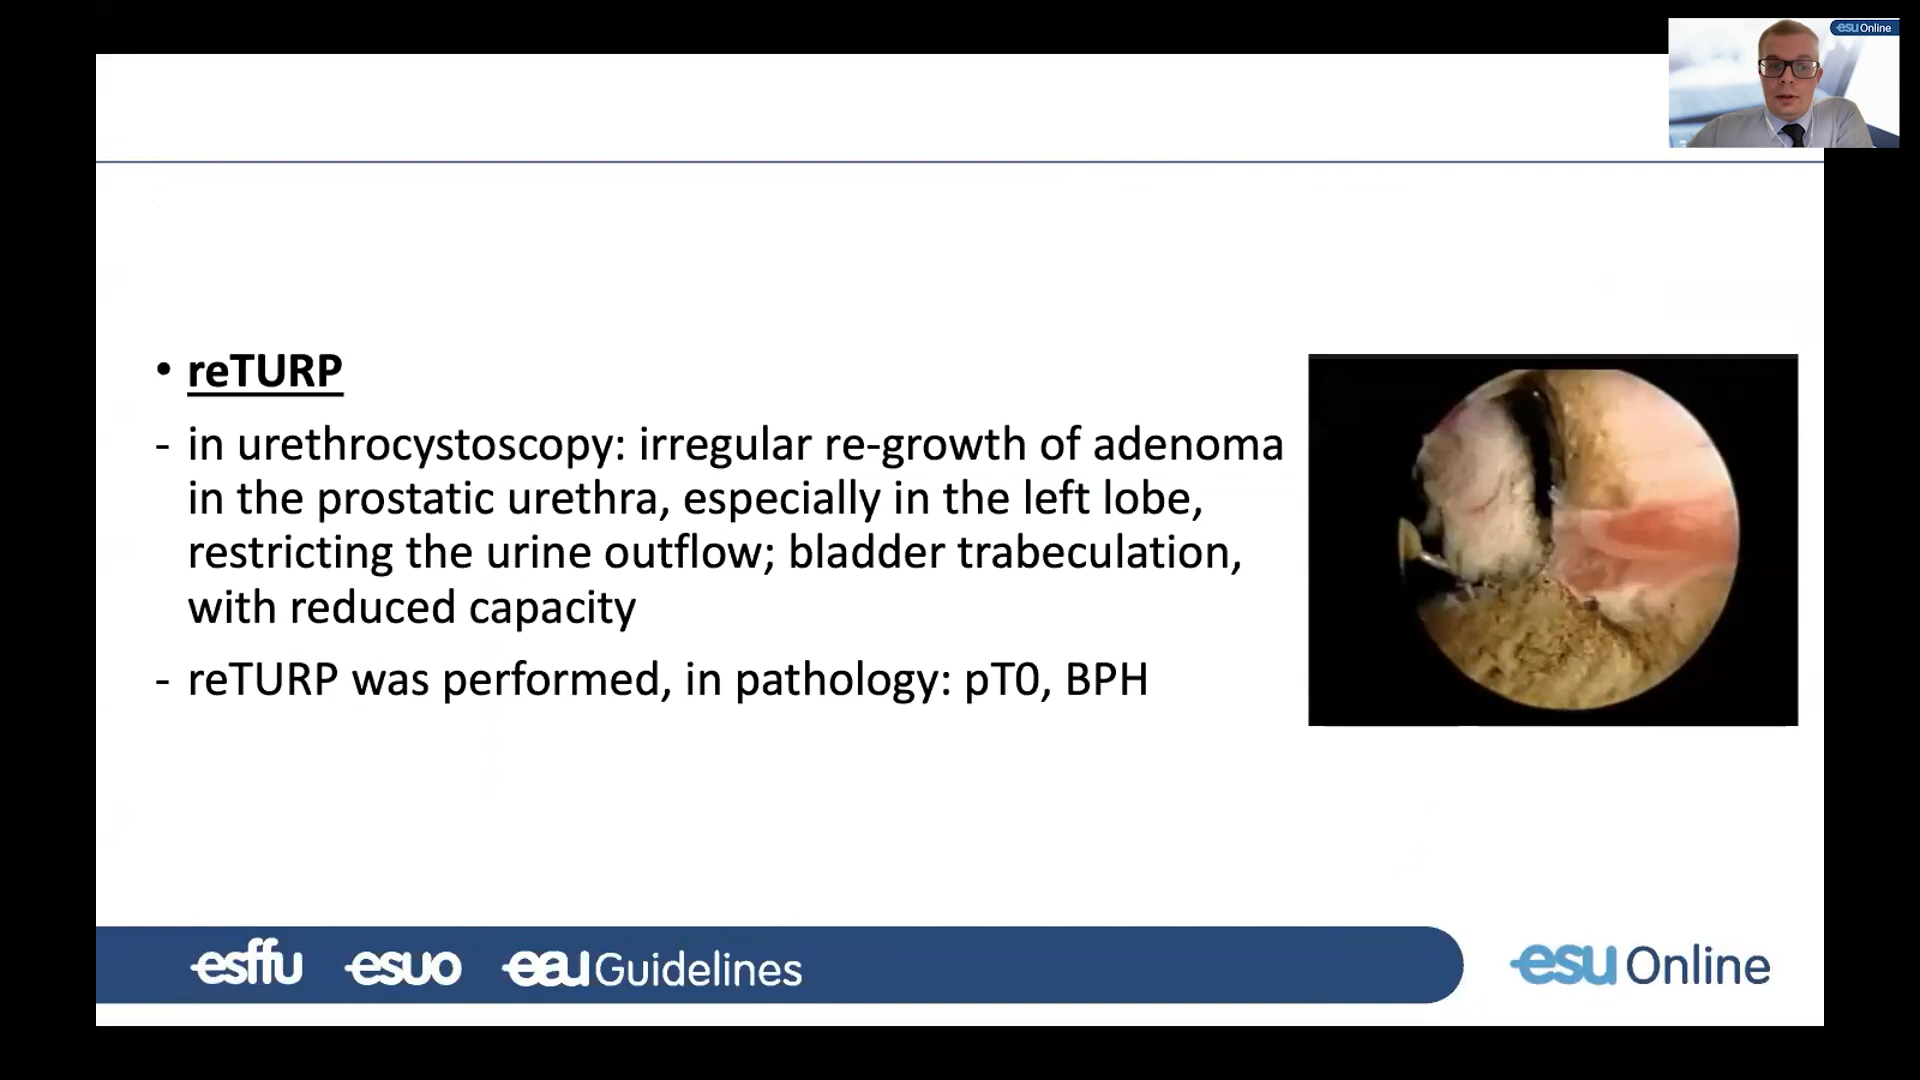 esu Online
• reTURP
- in urethrocystoscopy: irregular re-growth of adenoma
in the prostatic urethra, especially in the left lobe,
restricting the urine outflow; bladder trabeculation,
with reduced capacity
- reTURP was performed, in pathology: pT0, BPH
esffu esuo eau Guidelines esu Online